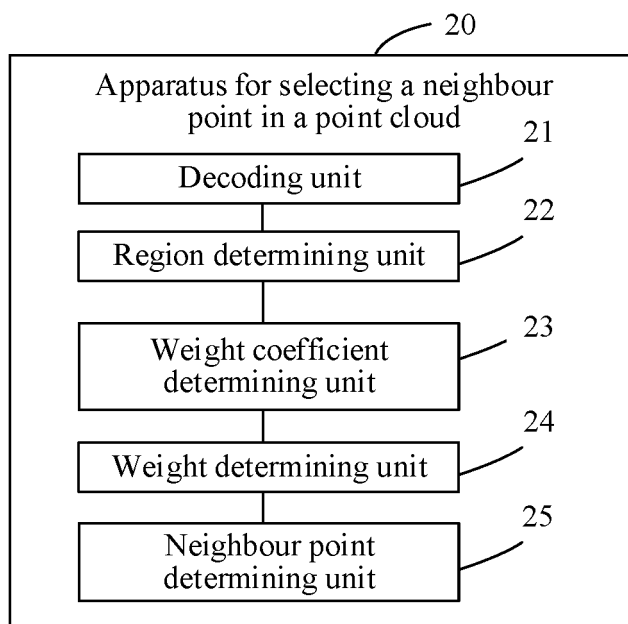 20
Apparatus for selecting a neighbour
point in a point cloud
21
Decoding unit
22
Region determining unit
23
Weight coefficient
determining unit
24
Weight determining unit
25
Neighbour point
determining unit